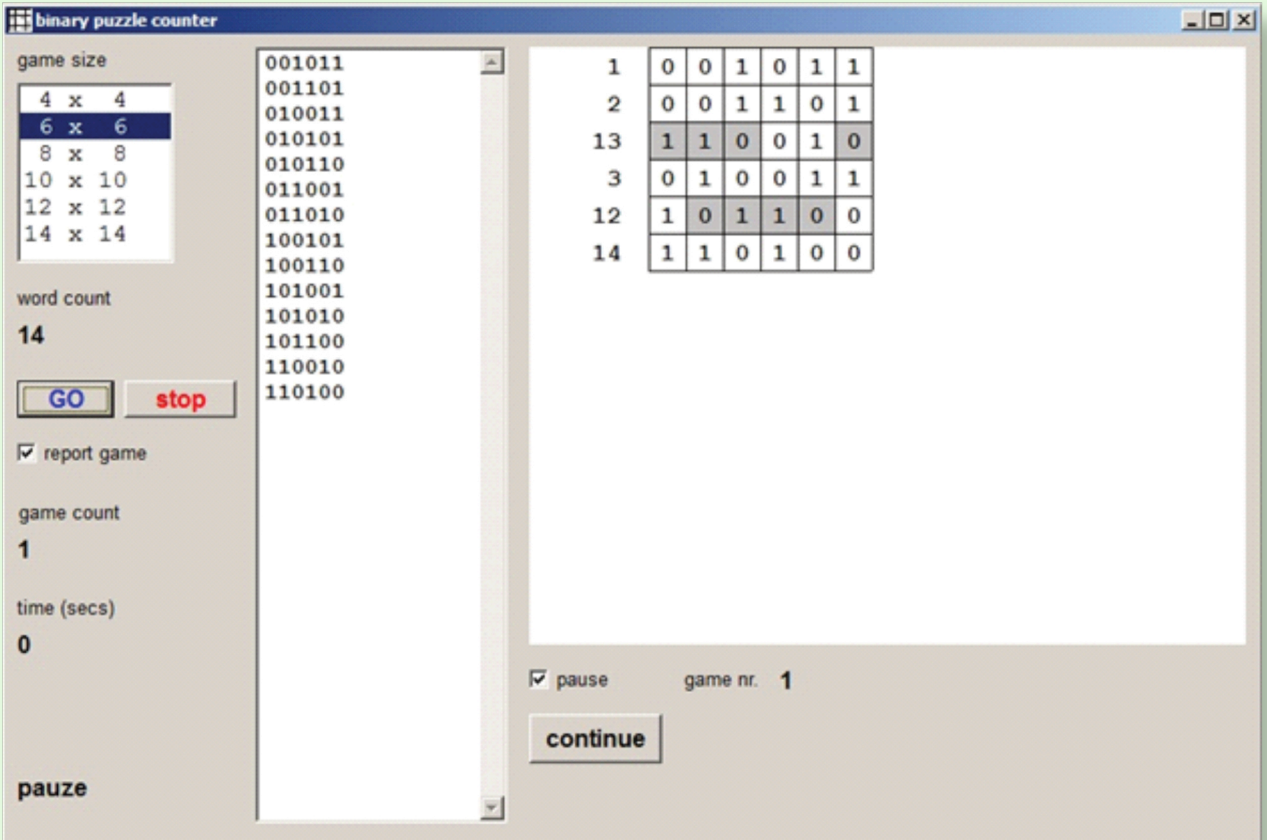 binary puzzle counter
game size
4 x 4
6 x 6
8 x 8
10 x 10
12 x 12
14 x 14
word count
14
GO stop
report game
game count
1
time (secs)
0
pauze
001011
001101
010011
010101
010110
011001
011010
100101
100110
101001
101010
101100
110010
110100
1 0 0 1 0 1 1
2 0 0 1 1 0 1
13 1 1 0 0 1 0
3 0 1 0 0 1 1
12 1 0 1 1 0 0
14 1 1 0 1 0 0
pause game nr. 1
continue